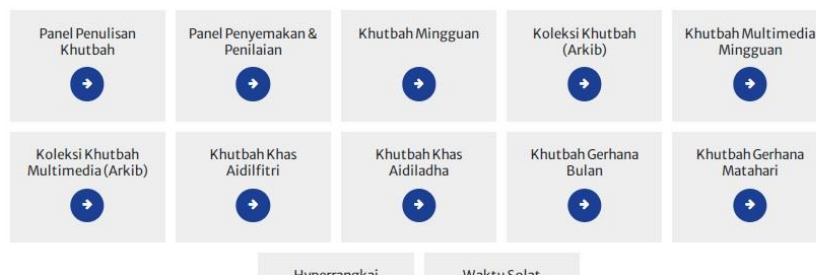 Panel Penulisan
Khutbah
Panel Penyemakan &
Penilaian
Khutbah Mingguan
Koleksi Khutbah
(Arkib)
Khutbah Multimedia
Mingguan
Koleksi Khutbah
Multimedia (Arkib)
Khutbah Khas
Aidilfitri
Khutbah Khas
Aidiladha
Khutbah Gerhana
Bulan
Khutbah Gerhana
Matahari
Hyperrangkai
Waktu Solat